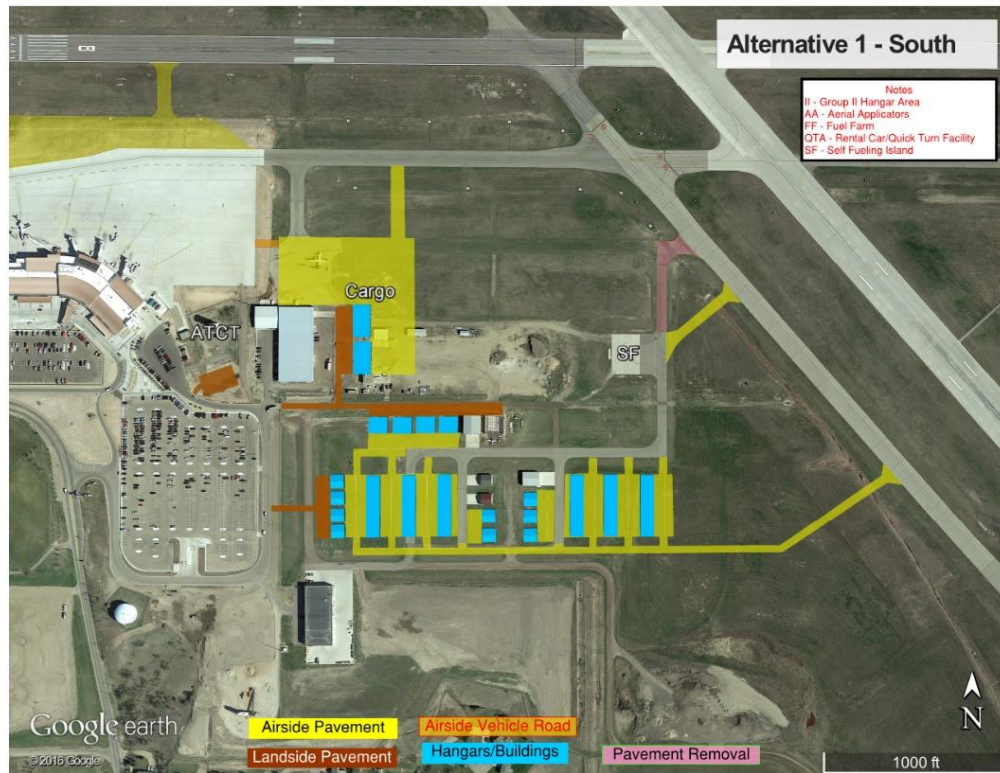 Alternative 1 - South
Notes
II - Group II Hangar Area
AA - Aerial Applicators
FF - Fuel Farm
QTA - Rental Car/Quick Turn Facility
SF - Self Fueling Island
8
Cargo
ATCT
SF
N
Google earth
©2016 Google
Airside Pavement
Airside Vehicle Road
Landside Pavement
Hangars/Buildings
Pavement Removal
1000 ft